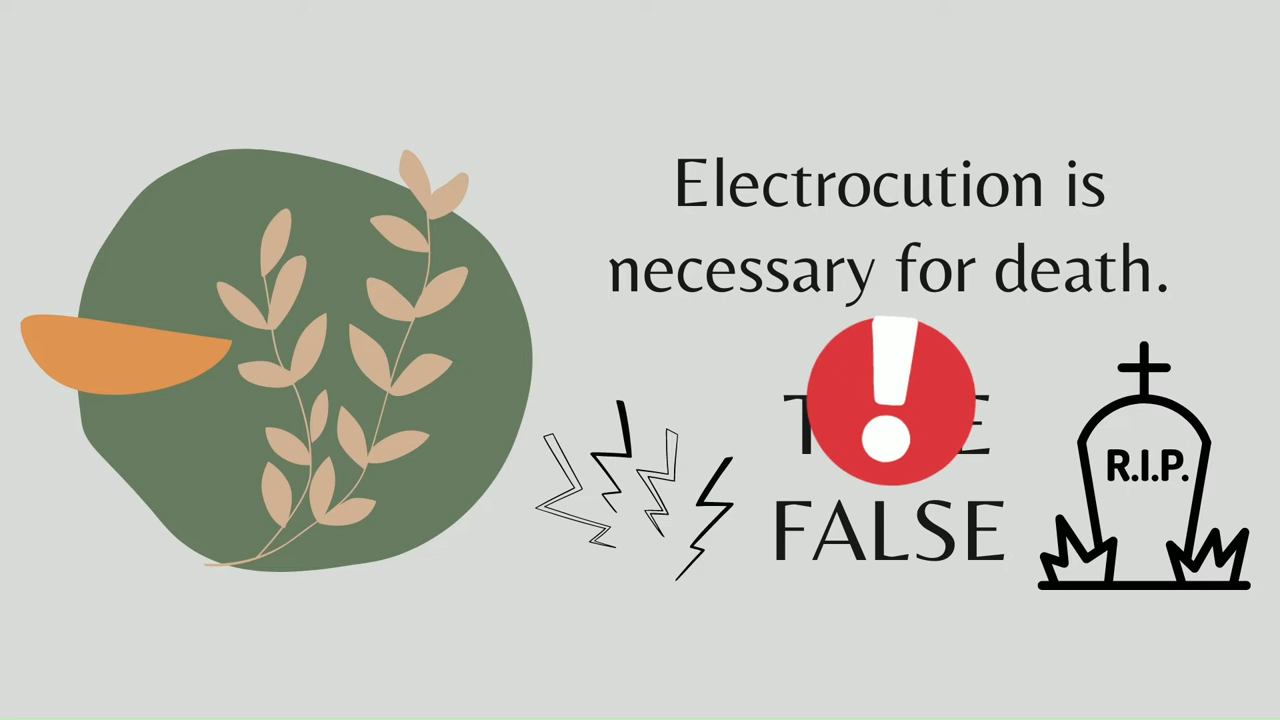 Electrocution is
necessary for death.
FALSE
R.I.P.